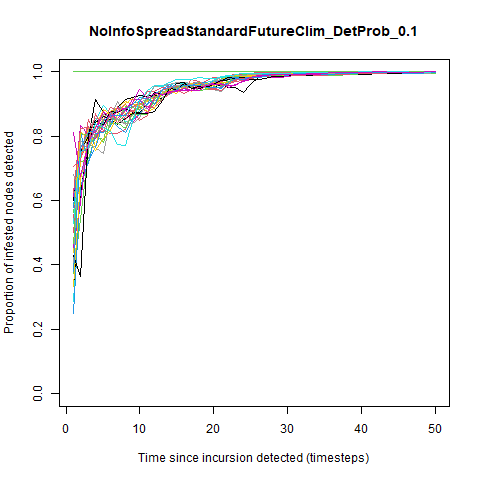 NoInfoSpreadStandardFutureClim_DetProb_0.1
Proportion of infested nodes detected
1.0
0.8
0.6
0.4
0.2
0.0
0 10 20 30 40 50
Time since incursion detected (timesteps)